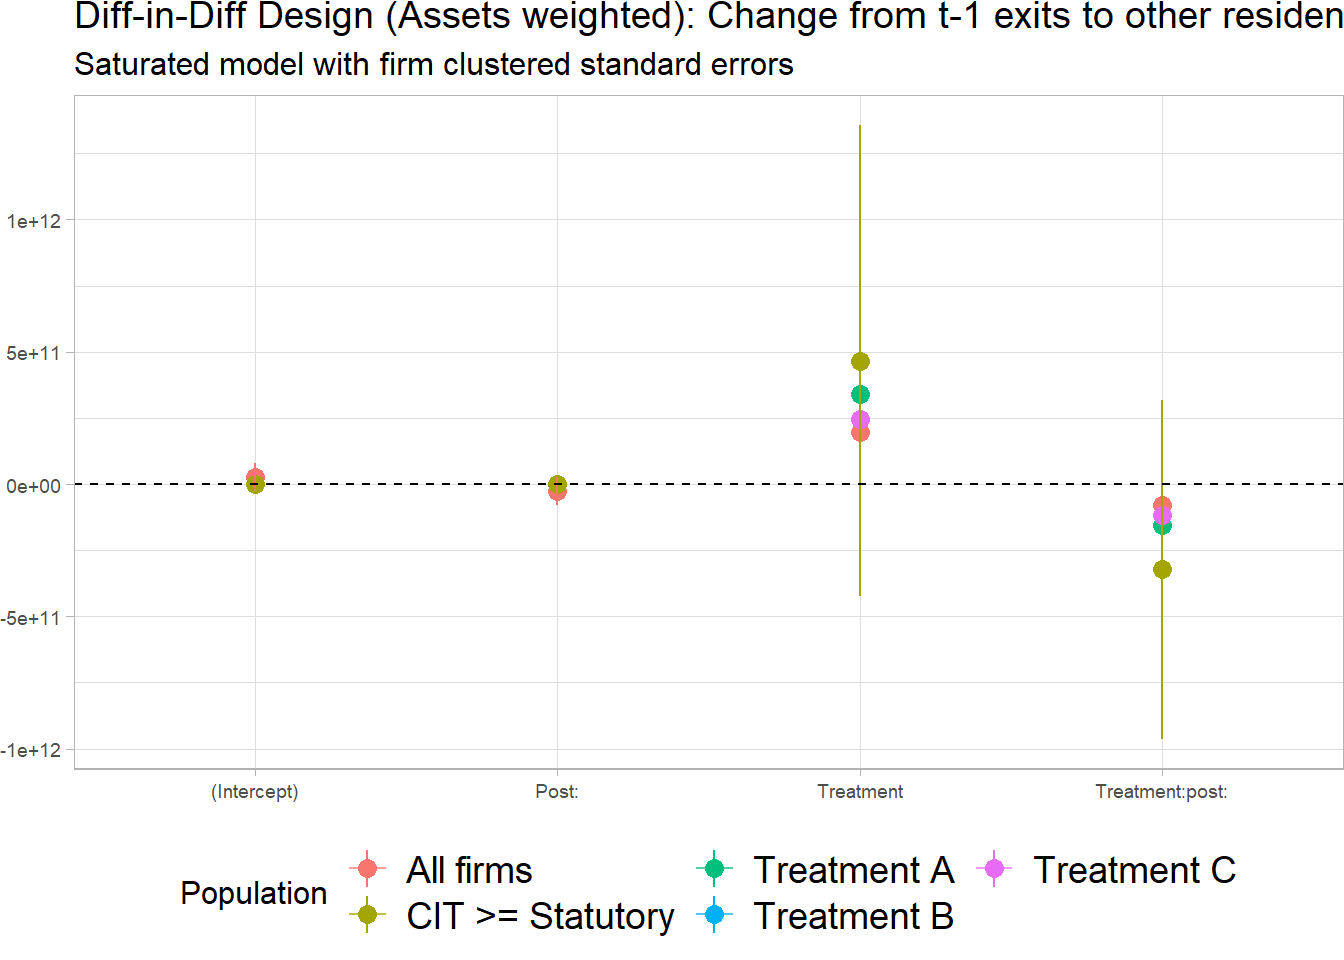 Diff-in-Diff Design (Assets weighted): Change from t-1 exits to other residen
Saturated model with firm clustered standard errors
1e+12
5e+11
0e+00
-5e+11
-1e+12
(Intercept) Post: Treatment Treatment:post:
Population
All firms Treatment A Treatment C
CIT >= Statutory Treatment B